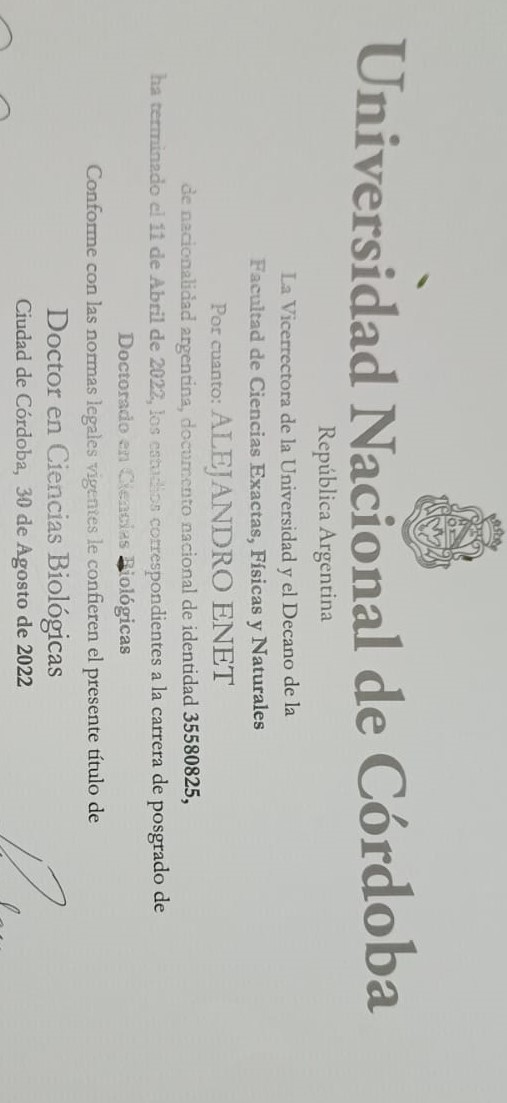 Universidad Nacional de Córdoba
República Argentina
La Vicerrectora de la Universidad y el Decano de la
Facultad de Ciencias Exactas, Físicas y Naturales
Por cuanto: ALEJANDRO ENET
de nacionalidad argentina, documento nacional de identidad 35580825,
ha terminado el 11 de Abril de 2022, los estudios correspondientes a la carrera de posgrado de
Doctorado en Ciencias Biológicas
Conforme con las normas legales vigentes le confieren el presente título de
Doctor en Ciencias Biológicas
Ciudad de Córdoba, 30 de Agosto de 2022